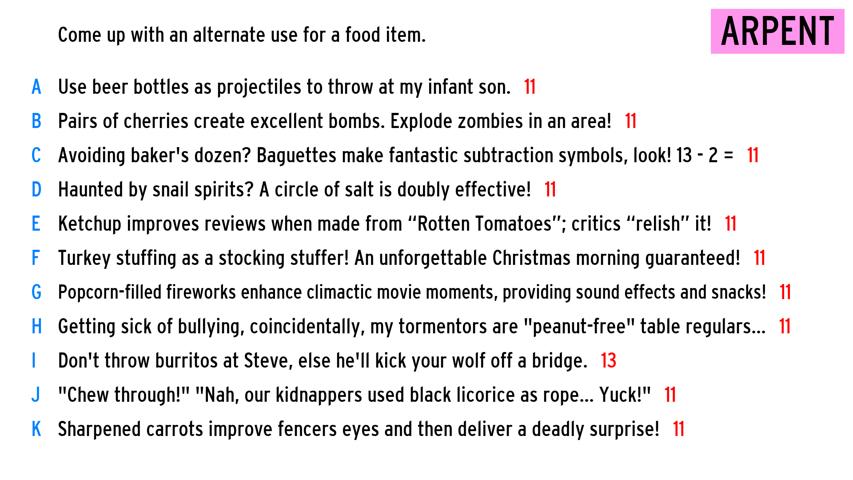 Come up with an alternate use for a food item.
ARPENT
A Use beer bottles as projectiles to throw at my infant son. 11
B Pairs of cherries create excellent bombs. Explode zombies in an area! 11
C Avoiding baker's dozen? Baguettes make fantastic subtraction symbols, look! 13 - 2 = 11
D Haunted by snail spirits? A circle of salt is doubly effective! 11
E Ketchup improves reviews when made from “Rotten Tomatoes”; critics “relish” it! 11
F Turkey stuffing as a stocking stuffer! An unforgettable Christmas morning guaranteed! 11
G Popcorn-filled fireworks enhance climactic movie moments, providing sound effects and snacks! 11
H Getting sick of bullying, coincidentally, my tormentors are "peanut-free" table regulars... 11
I Don't throw burritos at Steve, else he'll kick your wolf off a bridge. 13
J "Chew through!" "Nah, our kidnappers used black licorice as rope... Yuck!" 11
K Sharpened carrots improve fencers eyes and then deliver a deadly surprise! 11